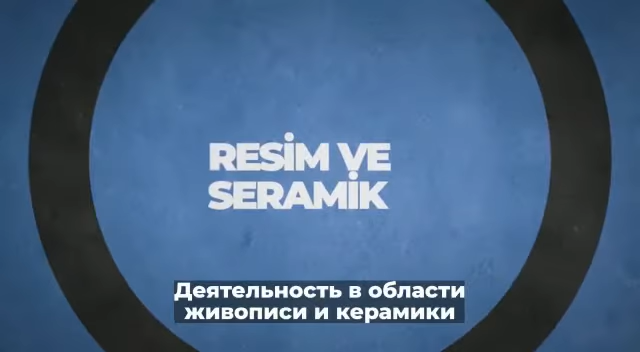 RESİM VE
SERAMİK
Деятельность в области
живописи и керамики